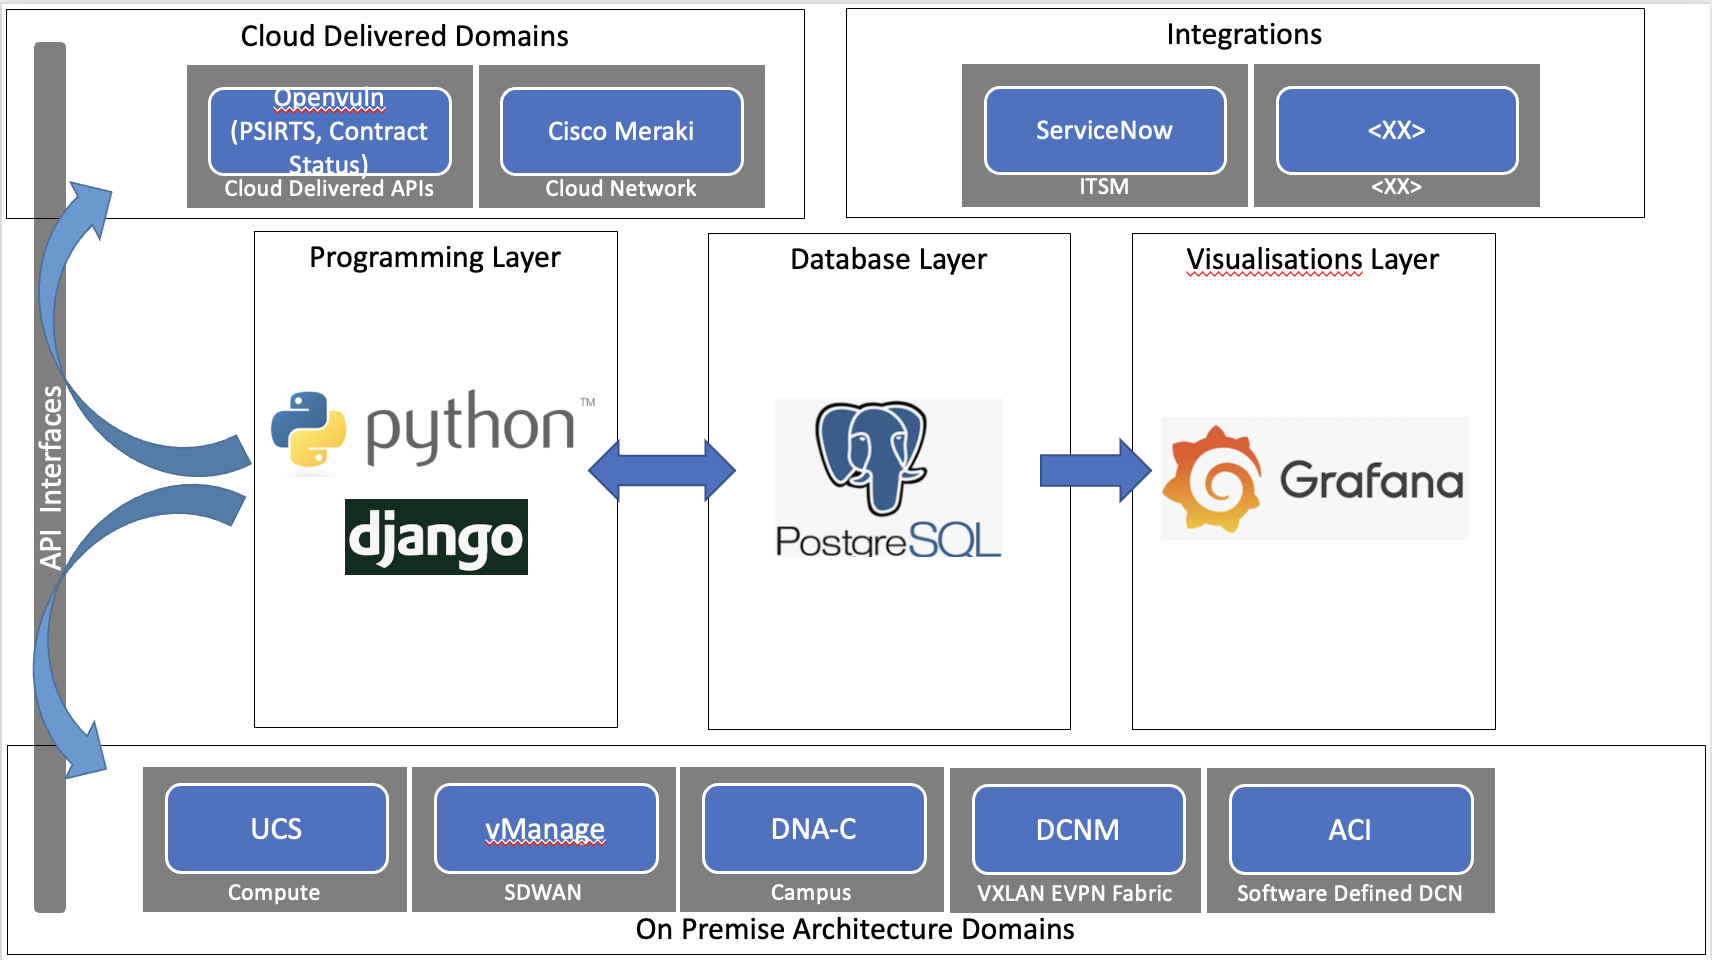 Cloud Delivered Domains
Openvuln
(PSIRTS, Contract
Status)
Cloud Delivered APIs
Cisco Meraki
Cloud Network
Integrations
ServiceNow
ITSM
<XX>
<XX>
API Interfaces
Programming Layer
python™
django
Database Layer
PostgreSQL
Visualisations Layer
Grafana
UCS
Compute
vManage
SDWAN
DNA-C
Campus
DCNM
VXLAN EVPN Fabric
ACI
Software Defined DCN
On Premise Architecture Domains